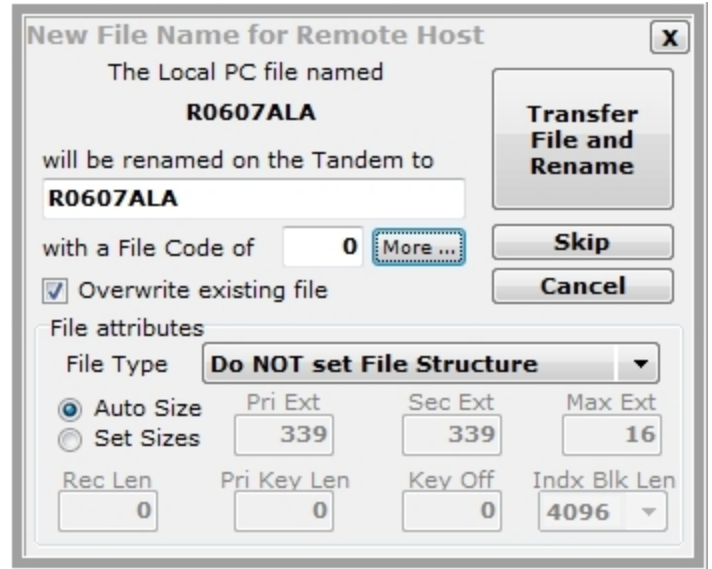 New File Name for Remote Host
X
The Local PC file named
R0607ALA
will be renamed on the Tandem to
R0607ALA
Transfer
File and
Rename
with a File Code of 0 More ...
Skip
Overwrite existing file
Cancel
File attributes
File Type Do NOT set File Structure
Auto Size
Set Sizes
Pri Ext Sec Ext Max Ext
339 339 16
Rec Len Pri Key Len Key Off Indx Blk Len
0 0 0 4096